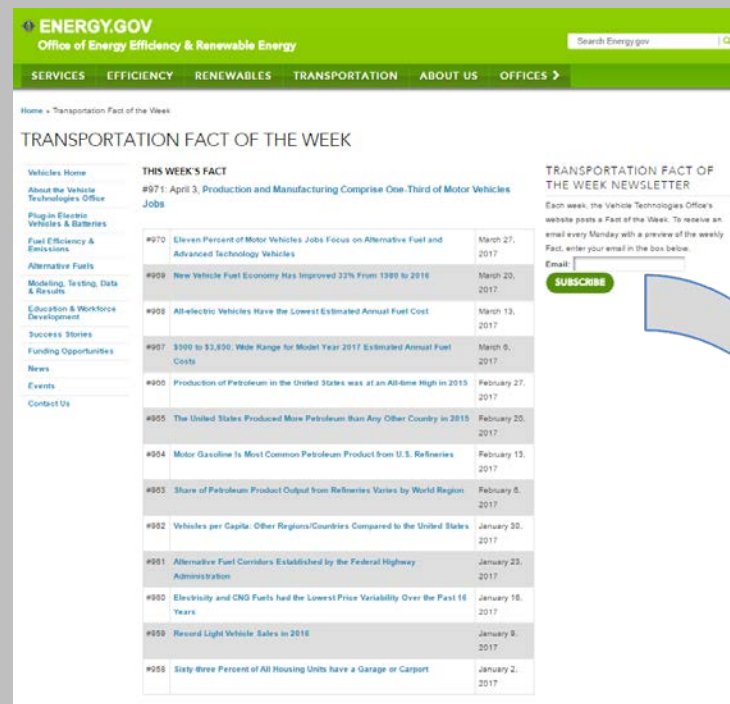 ENERGY.GOV
Office of Energy Efficiency & Renewable Energy
Search Energy.gov
SERVICES EFFICIENCY RENEWABLES TRANSPORTATION ABOUT US OFFICES >
Home » Transportation Fact of the Week
TRANSPORTATION FACT OF THE WEEK
Vehicles Home
About the Vehicle
Technologies Office
Plug-in Electric
Vehicles & Batteries
Fuel Efficiency &
Emissions
Alternative Fuels
Modeling, Testing, Data
& Results
Education & Workforce
Development
Success Stories
Funding Opportunities
News
Events
Contact Us
THIS WEEK'S FACT
#971: April 3, Production and Manufacturing Comprise One-Third of Motor Vehicles
Jobs
#970 Eleven Percent of Motor Vehicles Jobs Focus on Alternative Fuel and March 27,
Advanced Technology Vehicles 2017
#969 New Vehicle Fuel Economy Has Improved 33% From 1980 to 2016 March 20,
2017
#968 All-electric Vehicles Have the Lowest Estimated Annual Fuel Cost March 13,
2017
#967 $500 to $3,850: Wide Range for Model Year 2017 Estimated Annual Fuel March 6,
Costs 2017
#966 Production of Petroleum in the United States was at an All-time High in 2015 February 27,
2017
#965 The United States Produced More Petroleum than Any Other Country in 2015 February 20,
2017
#964 Motor Gasoline Is Most Common Petroleum Product from U.S. Refineries February 13,
2017
#963 Share of Petroleum Product Output from Refineries Varies by World Region February 6,
2017
#962 Vehicles per Capita: Other Regions/Countries Compared to the United States January 30,
2017
#961 Alternative Fuel Corridors Established by the Federal Highway January 23,
Administration 2017
#960 Electricity and CNG Fuels had the Lowest Price Variability Over the Past 16 January 16,
Years 2017
#959 Record Light Vehicle Sales in 2016 January 9,
2017
#958 Sixty-three Percent of All Housing Units have a Garage or Carport January 2,
2017
TRANSPORTATION FACT OF
THE WEEK NEWSLETTER
Each week, the Vehicle Technologies Office's
website posts a Fact of the Week. To receive an
email every Monday with a preview of the weekly
Fact, enter your email in the box below.
Email:
SUBSCRIBE